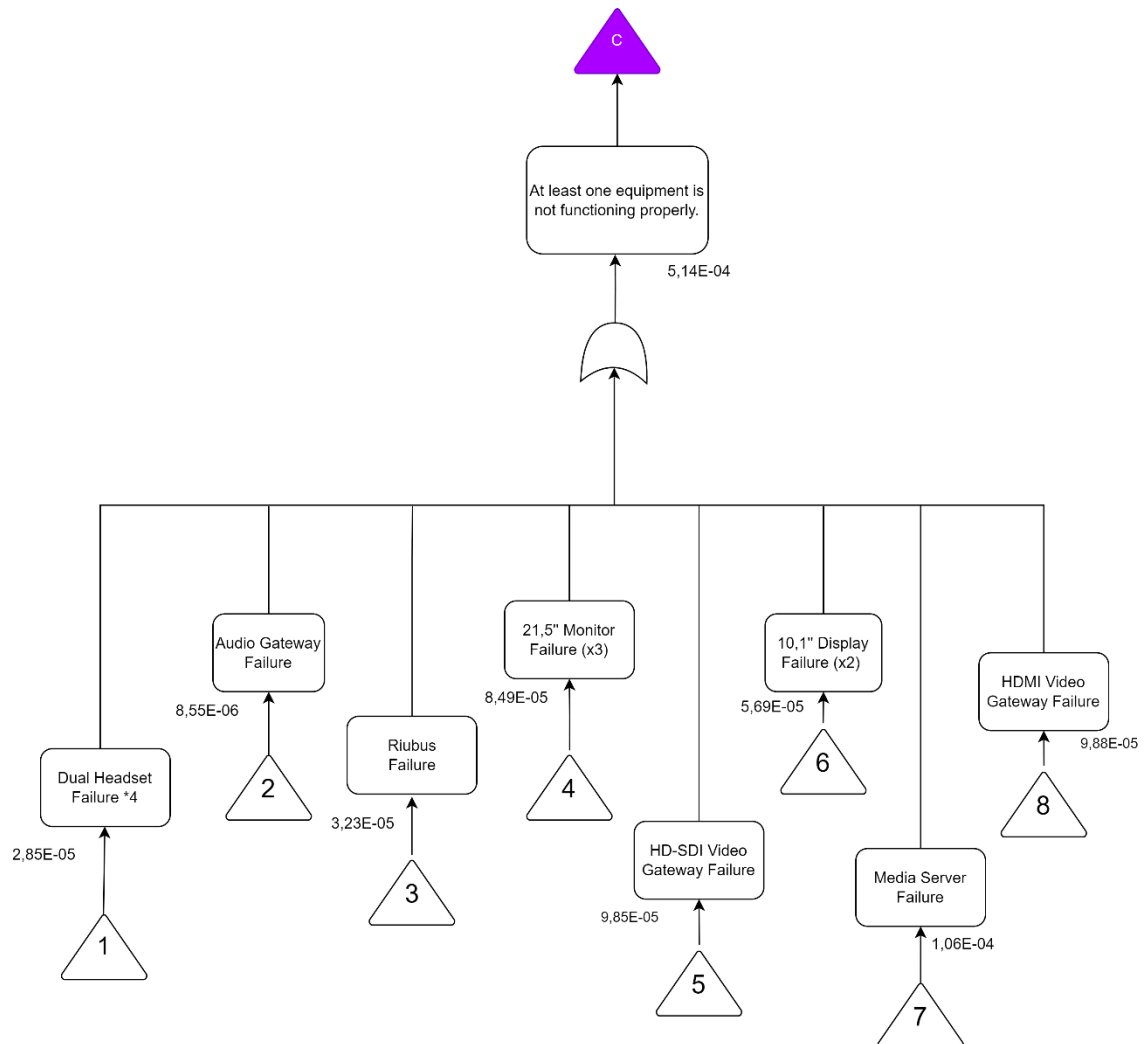 C
At least one equipment is
not functioning properly.
5,14E-04
Dual Headset
Failure *4
2,85E-05
1
Audio Gateway
Failure
8,55E-06
2
Riubus
Failure
3,23E-05
3
21,5" Monitor
Failure (x3)
8,49E-05
4
HD-SDI Video
Gateway Failure
9,85E-05
5
10,1" Display
Failure (x2)
5,69E-05
6
Media Server
Failure
1,06E-04
7
HDMI Video
Gateway Failure
9,88E-05
8